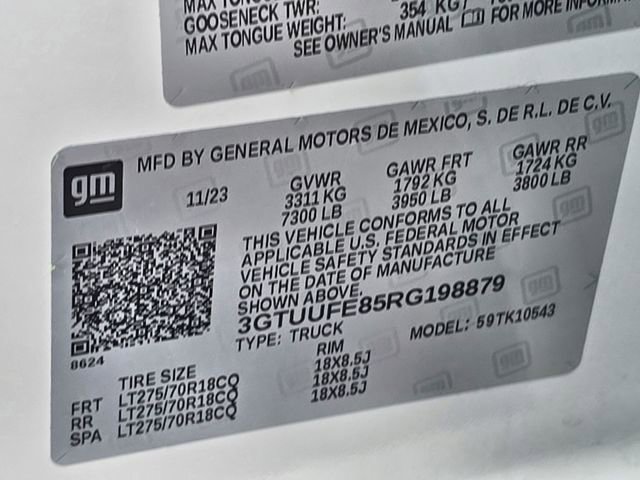 MAX TONGUE
GOOSENECK TWR:
MAX TONGUE WEIGHT:
354 KG
SEE OWNER'S MANUAL FOR MORE
gm
MFD BY GENERAL MOTORS DE MEXICO, S. DE R.L. DE C.V.
11/23 GVWR GAWR FRT GAWR RR
3311 KG 1792 KG 1724 KG
7300 LB 3950 LB 3800 LB
THIS VEHICLE CONFORMS TO ALL
APPLICABLE U.S. FEDERAL MOTOR
VEHICLE SAFETY STANDARDS IN EFFECT
ON THE DATE OF MANUFACTURE
SHOWN ABOVE.
3GTUUFE85RG198879
TYPE: TRUCK MODEL: 59TK10543
8624
TIRE SIZE RIM
FRT LT275/70R18CQ 18X8.5J
RR LT275/70R18CQ 18X8.5J
SPA LT275/70R18CQ 18X8.5J